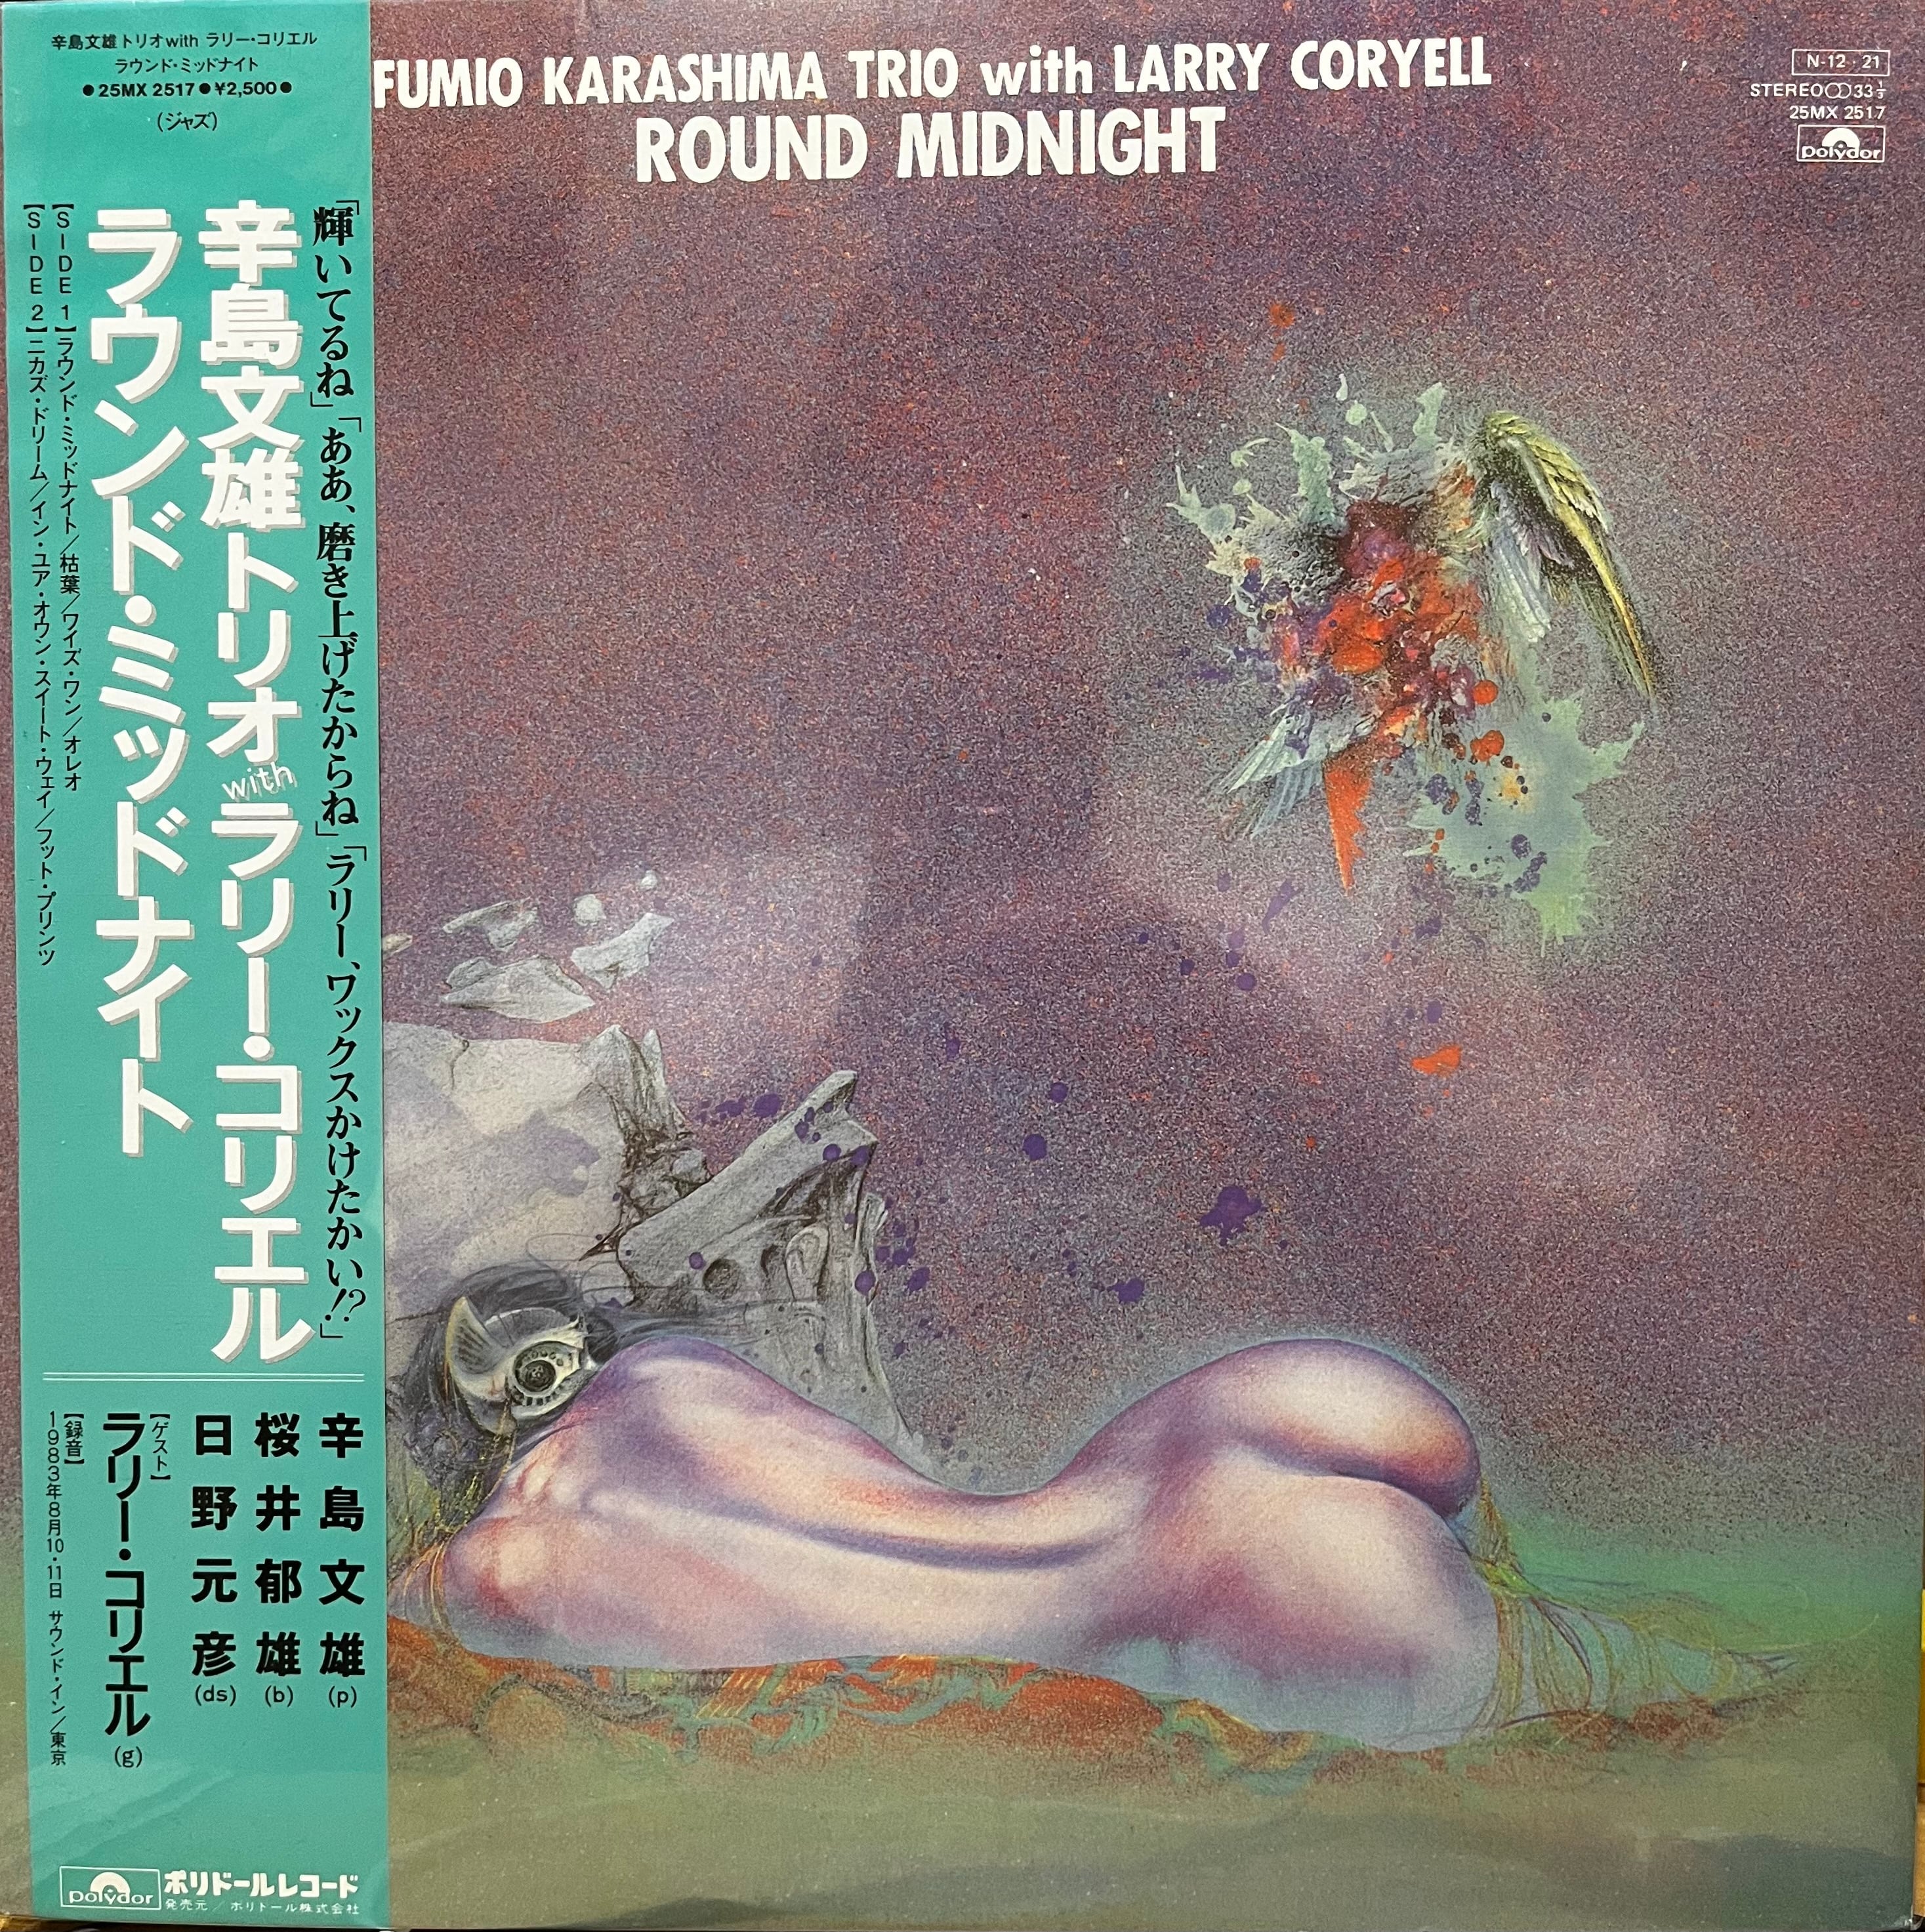 辛島文雄トリオwith ラリー・コリエル
ラウンド・ミッドナイト
●25MX 2517●¥2,500●
(ジャズ)
FUMIO KARASHIMA TRIO with LARRY CORYELL
ROUND MIDNIGHT
N-12・21
STEREO 33⅓
25MX 2517
polydor
「輝いてるね」「ああ、磨き上げたからね」「ラリー、ワックスかけたかい!?」
辛島文雄トリオwithラリー・コリエル
ラウンド・ミッドナイト
【SIDE 1】ラウンド・ミッドナイト/枯葉/ワイズ・ワン/オレオ
【SIDE 2】ニカズ・ドリーム/イン・ユア・オウン・スイート・ウェイ/フット・プリンツ
辛島文雄(p)
桜井郁雄(b)
日野元彦(ds)
【ゲスト】
ラリー・コリエル(g)
【録音】
1983年8月10・11日 サウンド・イン/東京
polydor
ポリドールレコード
発売元/ポリドール株式会社